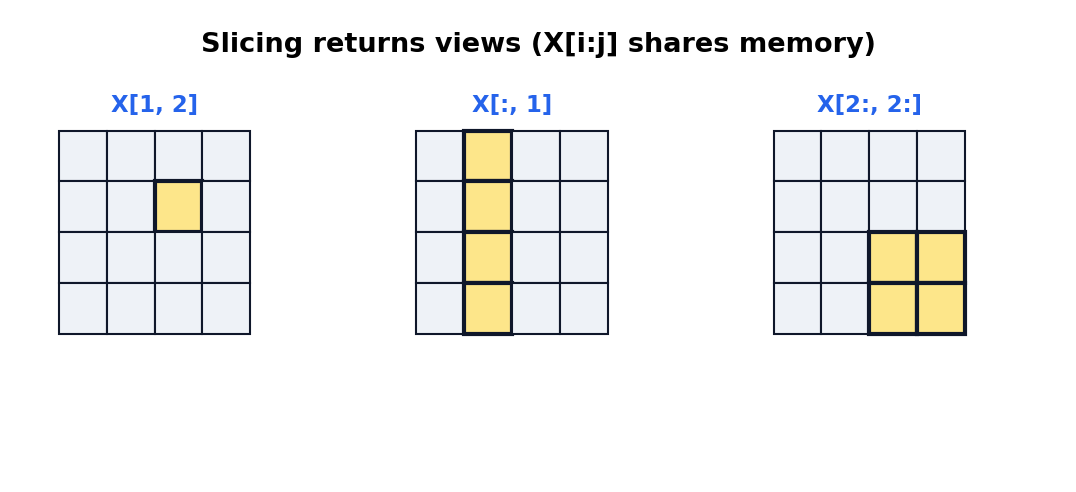 Slicing returns views (X[i:j] shares memory)
X[1, 2]
X[:, 1]
X[2:, 2:]